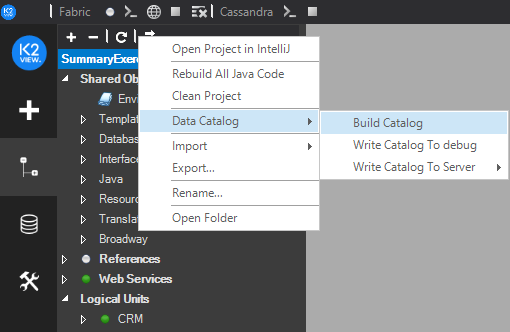 K2
VIEW.
Fabric
Cassandra
SummaryExer
Shared Ob
Envi
Templat
Databas
Interfac
Java
Resour
Translat
Broadway
References
Web Services
Logical Units
CRM
Open Project in IntelliJ
Rebuild All Java Code
Clean Project
Data Catalog
Import
Export...
Rename...
Open Folder
Build Catalog
Write Catalog To debug
Write Catalog To Server